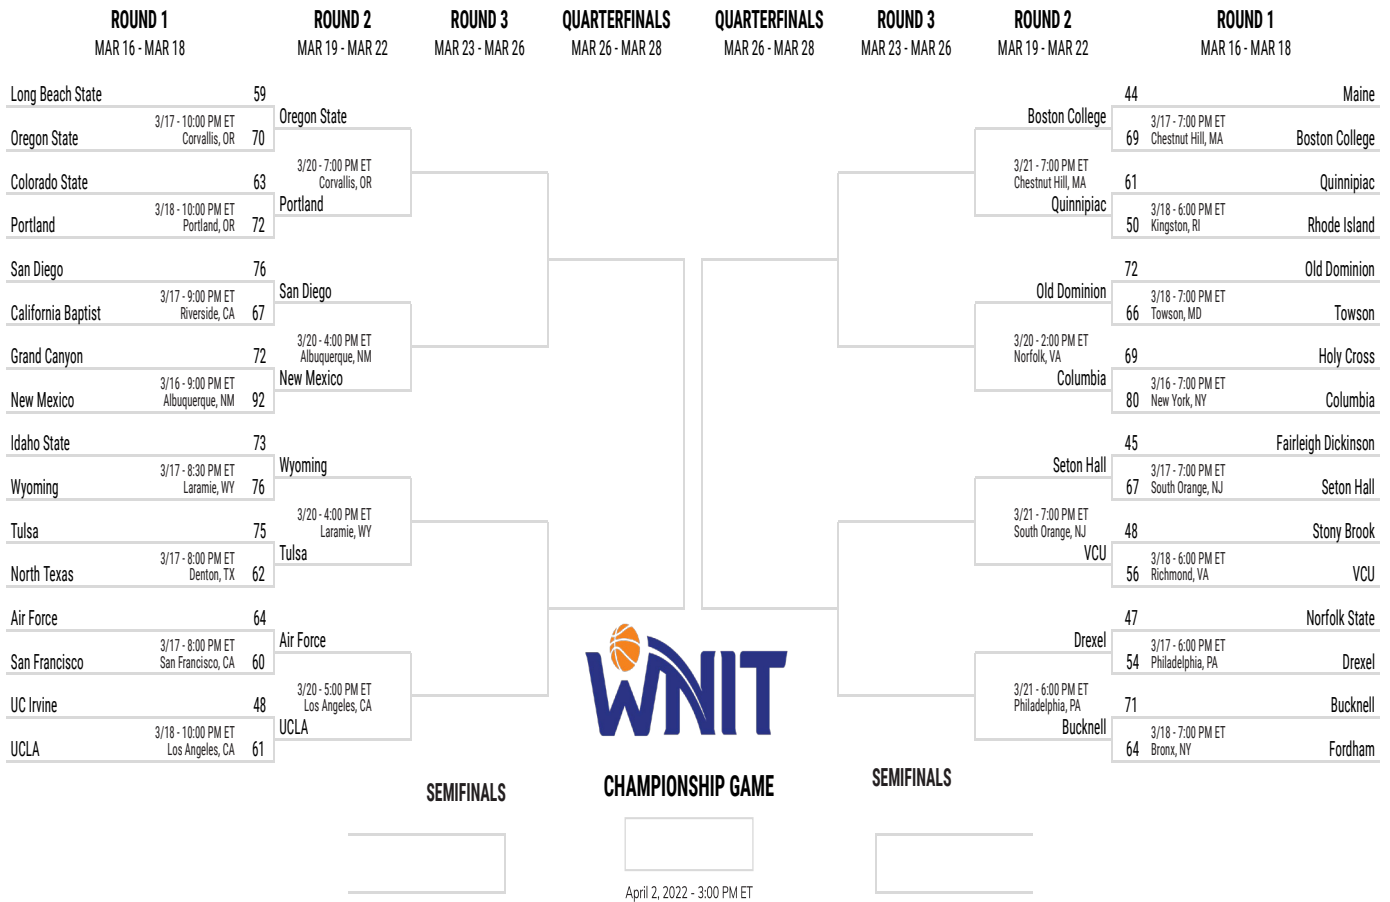 ROUND 1
MAR 16 - MAR 18
ROUND 2
MAR 19 - MAR 22
ROUND 3
MAR 23 - MAR 26
QUARTERFINALS
MAR 26 - MAR 28
QUARTERFINALS
MAR 26 - MAR 28
ROUND 3
MAR 23 - MAR 26
ROUND 2
MAR 19 - MAR 22
ROUND 1
MAR 16 - MAR 18
Long Beach State 59
3/17 - 10:00 PM ET
Corvallis, OR
Oregon State 70
Colorado State 63
3/18 - 10:00 PM ET
Portland, OR
Portland 72
San Diego 76
3/17 - 9:00 PM ET
Riverside, CA
California Baptist 67
Grand Canyon 72
3/16 - 9:00 PM ET
Albuquerque, NM
New Mexico 92
Idaho State 73
3/17 - 8:30 PM ET
Laramie, WY
Wyoming 76
Tulsa 75
3/17 - 8:00 PM ET
Denton, TX
North Texas 62
Air Force 64
3/17 - 8:00 PM ET
San Francisco, CA
San Francisco 60
UC Irvine 48
3/18 - 10:00 PM ET
Los Angeles, CA
UCLA 61
Oregon State
3/20 - 7:00 PM ET
Corvallis, OR
Portland
San Diego
3/20 - 4:00 PM ET
Albuquerque, NM
New Mexico
Wyoming
3/20 - 4:00 PM ET
Laramie, WY
Tulsa
Air Force
3/20 - 5:00 PM ET
Los Angeles, CA
UCLA
Boston College
3/21 - 7:00 PM ET
Chestnut Hill, MA
Quinnipiac
Old Dominion
3/20 - 2:00 PM ET
Norfolk, VA
Columbia
Seton Hall
3/21 - 7:00 PM ET
South Orange, NJ
VCU
Drexel
3/21 - 6:00 PM ET
Philadelphia, PA
Bucknell
44 Maine
3/17 - 7:00 PM ET
Chestnut Hill, MA
69 Boston College
61 Quinnipiac
3/18 - 6:00 PM ET
Kingston, RI
50 Rhode Island
72 Old Dominion
3/18 - 7:00 PM ET
Towson, MD
66 Towson
69 Holy Cross
3/16 - 7:00 PM ET
New York, NY
80 Columbia
45 Fairleigh Dickinson
3/17 - 7:00 PM ET
South Orange, NJ
67 Seton Hall
48 Stony Brook
3/18 - 6:00 PM ET
Richmond, VA
56 VCU
47 Norfolk State
3/17 - 6:00 PM ET
Philadelphia, PA
54 Drexel
71 Bucknell
3/18 - 7:00 PM ET
Bronx, NY
64 Fordham
WNIT
SEMIFINALS
CHAMPIONSHIP GAME
SEMIFINALS
April 2, 2022 - 3:00 PM ET